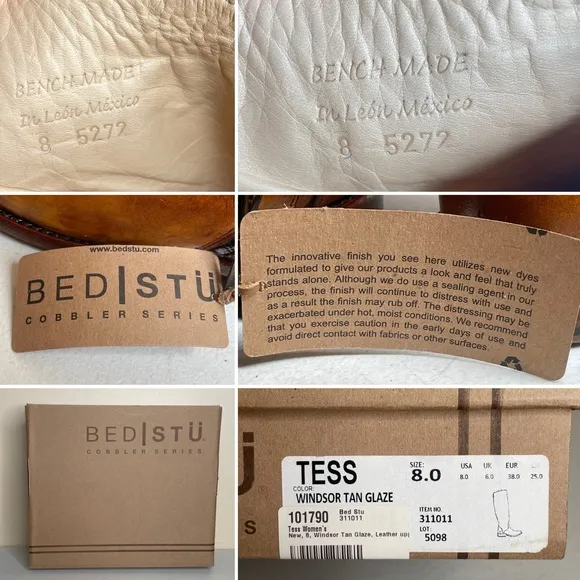 BENCH MADE
In León México
8 5272
BENCH MADE
In León México
8 5272
www.bedstu.com
BED|STÜ
COBBLER SERIES
The innovative finish you see here utilizes new dyes
formulated to give our products a look and feel that truly
stands alone. Although we do use a sealing agent in our
process, the finish will continue to distress with use and
as a result the finish may rub off. The distressing may be
exacerbated under hot, moist conditions. We recommend
that you exercise caution in the early days of use and
avoid direct contact with fabrics or other surfaces.
BED|STÜ
COBBLER SERIES
TESS
COLOR:
WINDSOR TAN GLAZE
SIZE:
8.0
USA UK EUR
8.0 6.0 38.0 25.0
ITEM NO.
311011
LOT:
5098
101790 Bed Stu
311011
Tess Women's
New, 8, Windsor Tan Glaze, Leather upp